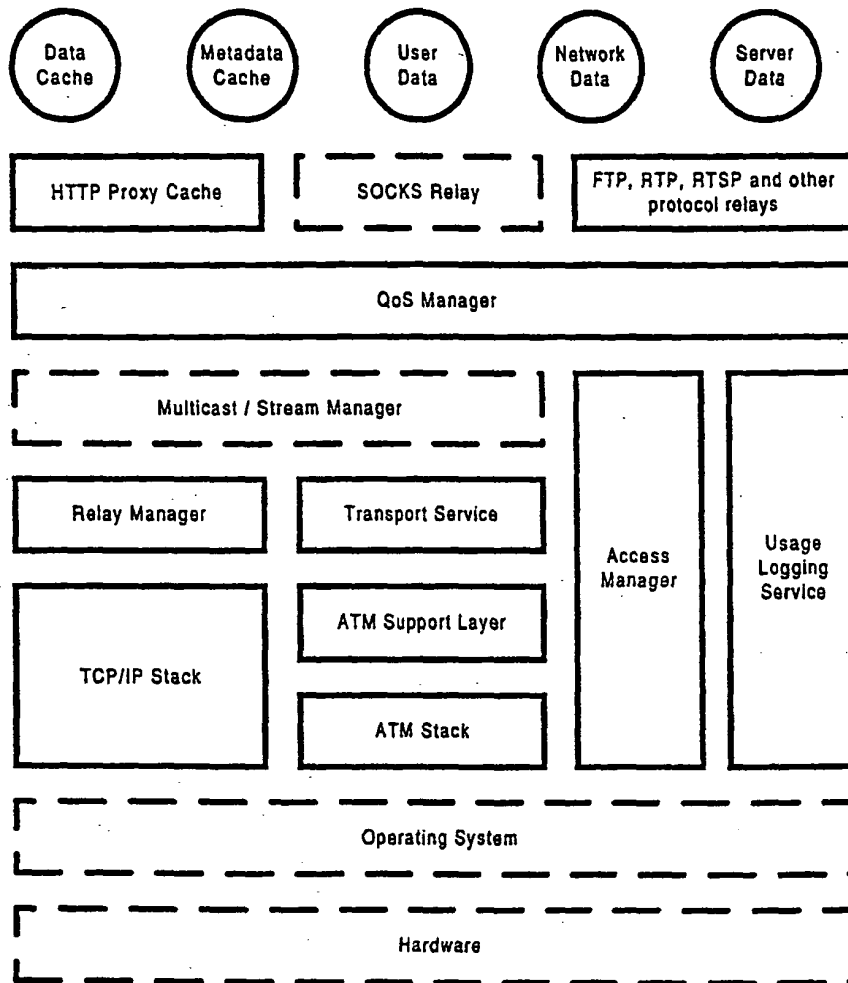 Data
Cache
Metadata
Cache
User
Data
Network
Data
Server
Data
HTTP Proxy Cache
SOCKS Relay
FTP, RTP, RTSP and other
protocol relays
QoS Manager
Multicast / Stream Manager
Relay Manager
Transport Service
Access
Manager
Usage
Logging
Service
ATM Support Layer
TCP/IP Stack
ATM Stack
Operating System
Hardware